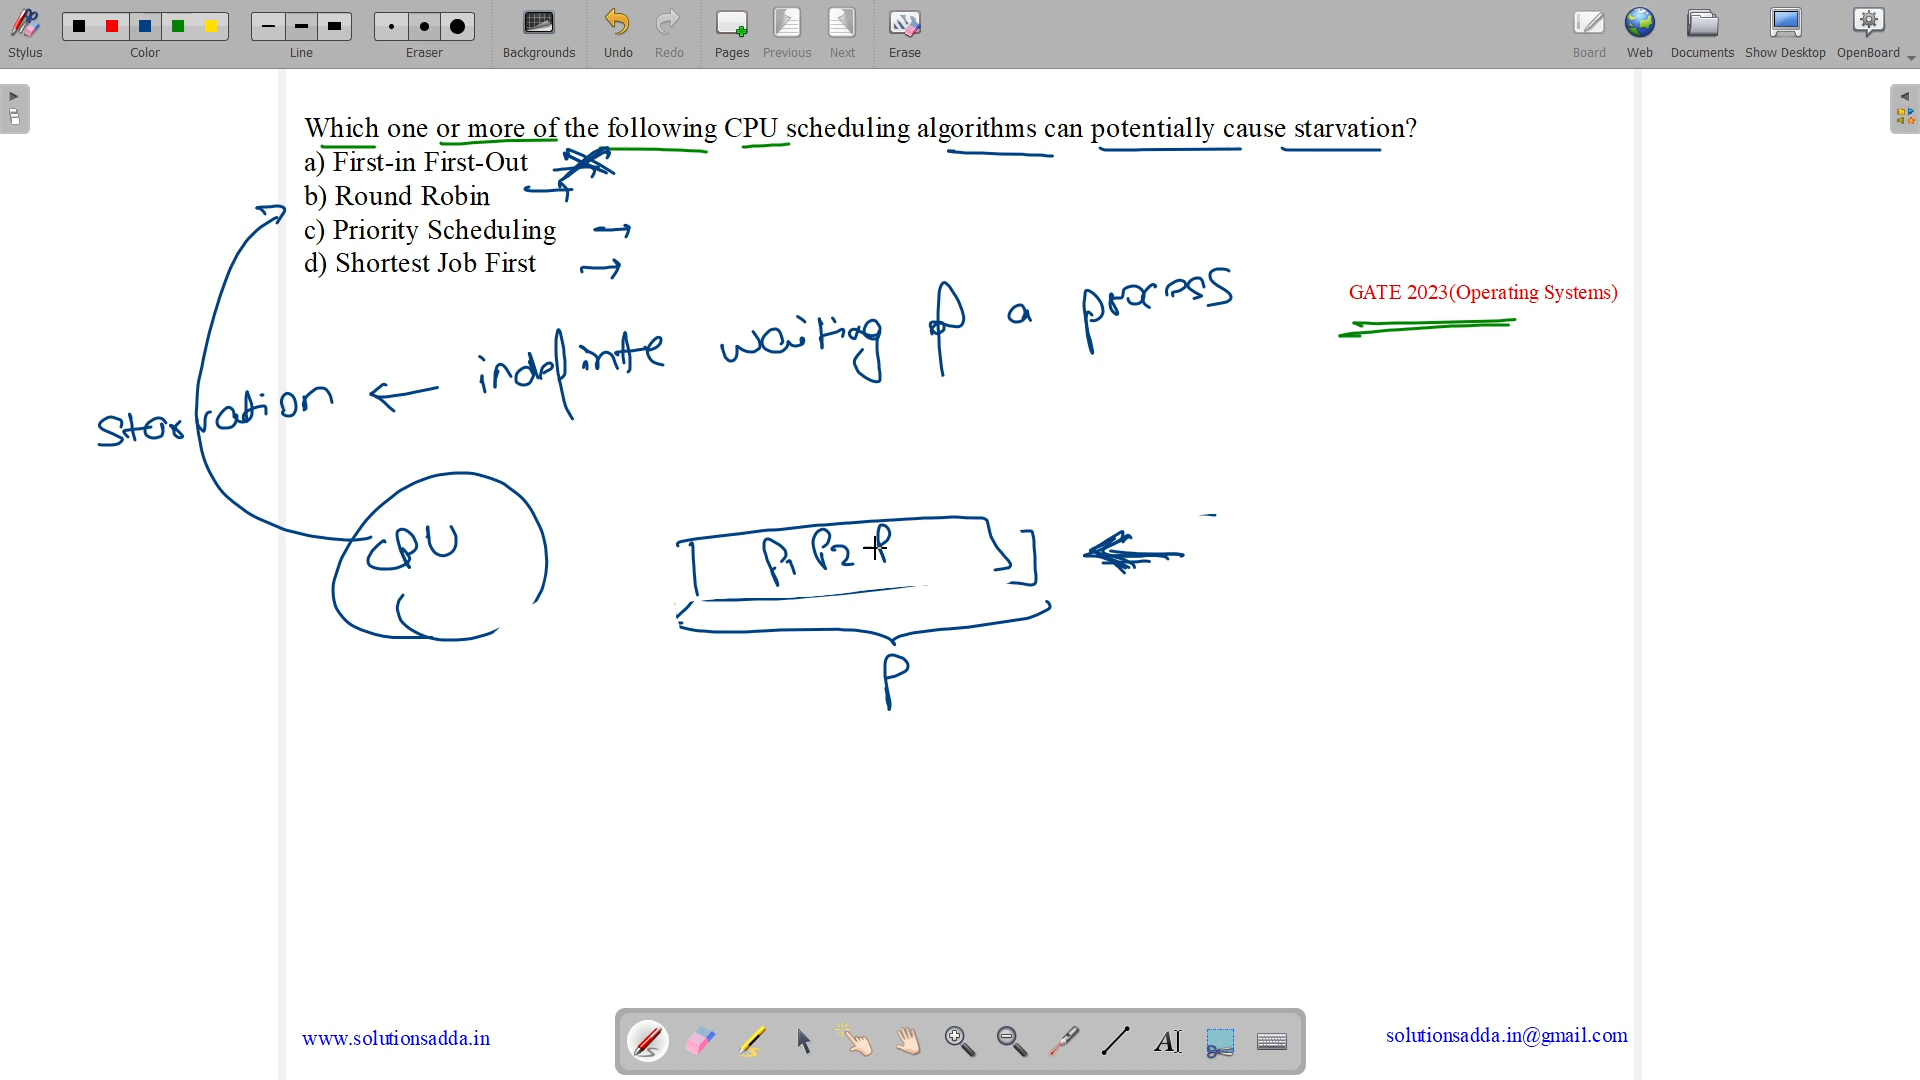 Stylus Color Line Eraser Backgrounds Undo Redo Pages Previous Next Erase Board Web Documents Show Desktop OpenBoard
Which one or more of the following CPU scheduling algorithms can potentially cause starvation?
a) First-in First-Out
b) Round Robin
c) Priority Scheduling
d) Shortest Job First
GATE 2023(Operating Systems)
starvation ← indefinite waiting of a process
CPU
P1 P2 P
P
www.solutionsadda.in
solutionsadda.in@gmail.com